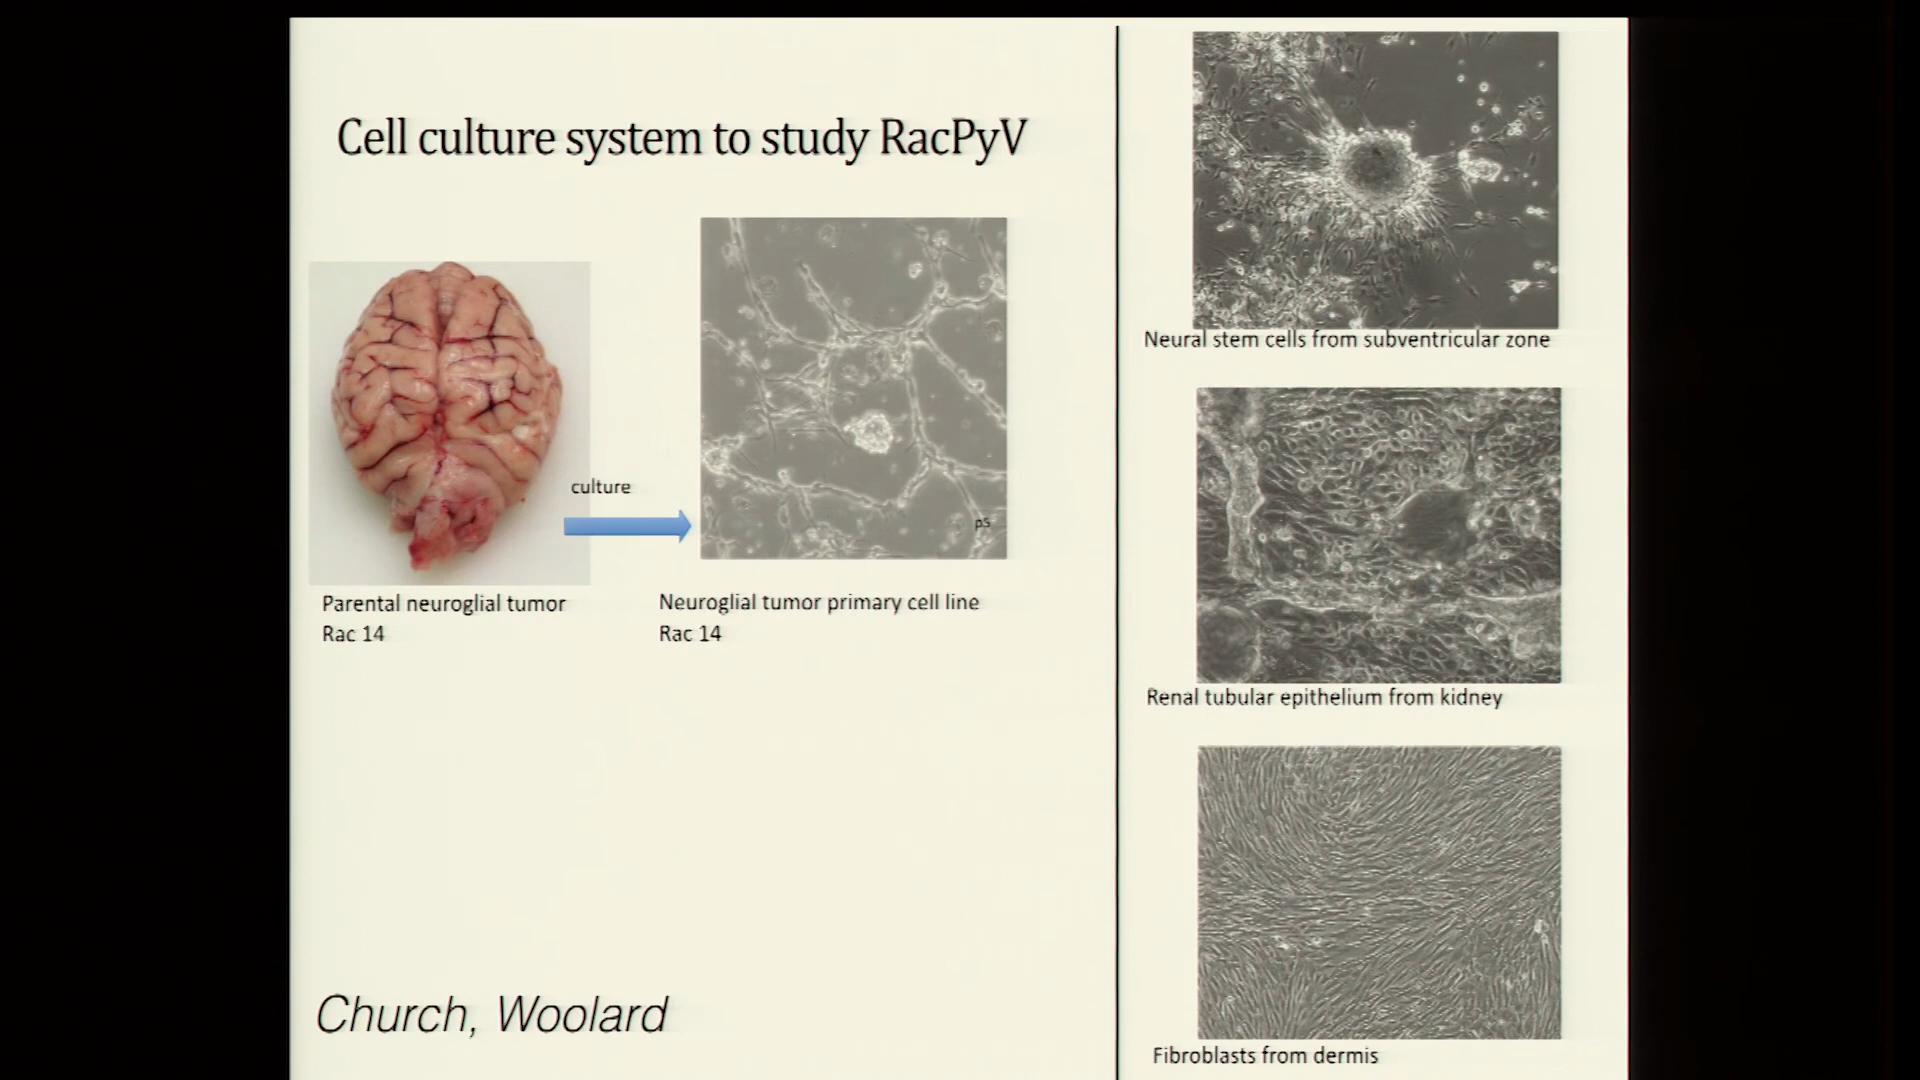 Cell culture system to study RacPyV
culture
p5
Parental neuroglial tumor
Rac 14
Neuroglial tumor primary cell line
Rac 14
Church, Woolard
Neural stem cells from subventricular zone
Renal tubular epithelium from kidney
Fibroblasts from dermis